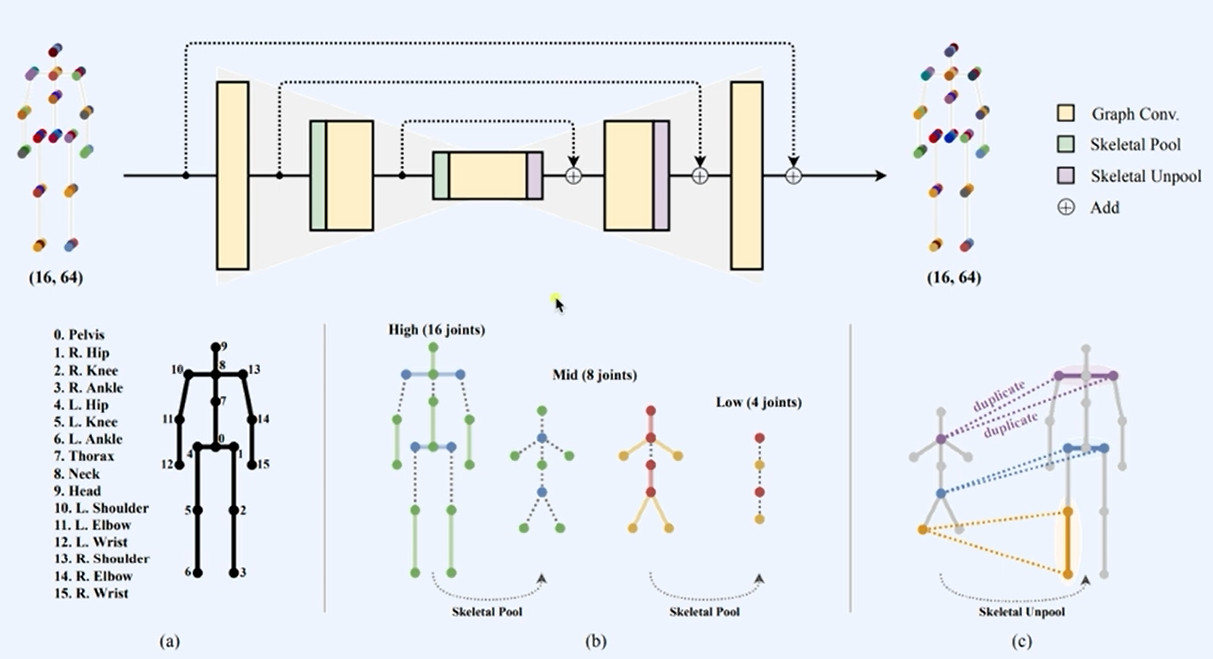 (16, 64)
(16, 64)
Graph Conv.
Skeletal Pool
Skeletal Unpool
Add
0. Pelvis
1. R. Hip
2. R. Knee
3. R. Ankle
4. L. Hip
5. L. Knee
6. L. Ankle
7. Thorax
8. Neck
9. Head
10. L. Shoulder
11. L. Elbow
12. L. Wrist
13. R. Shoulder
14. R. Elbow
15. R. Wrist
9
10 8 13
7
11 14
0
4 1
12 15
5 2
6 3
(a)
High (16 joints)
Mid (8 joints)
Low (4 joints)
Skeletal Pool
Skeletal Pool
(b)
duplicate
duplicate
Skeletal Unpool
(c)